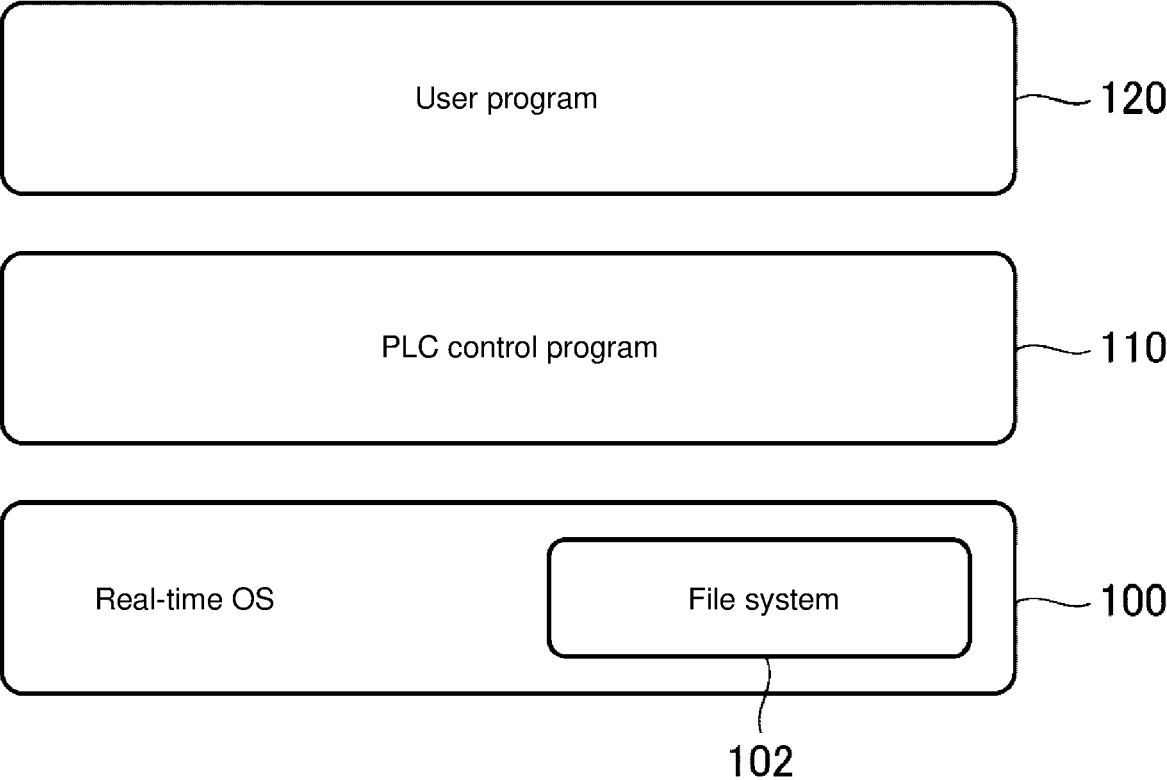 User program
120
PLC control program
110
Real-time OS
File system
100
102